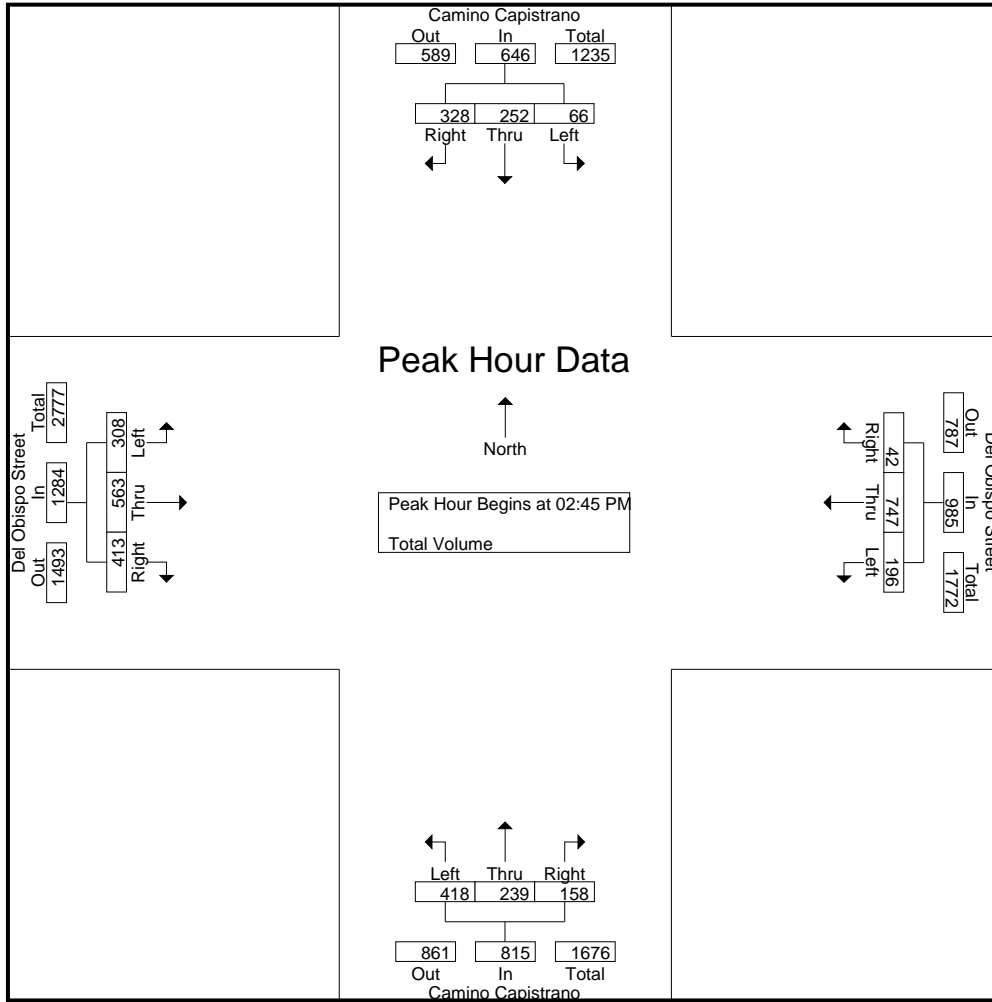 Camino Capistrano
Out In Total
589 646 1235
328 252 66
Right Thru Left
Peak Hour Data
North
Peak Hour Begins at 02:45 PM
Total Volume
Del Obispo Street
Total In Out
2777 1284 1493
308 563 413
Left Thru Right
Del Obispo Street
Out In Total
787 985 1772
42 747 196
Right Thru Left
Left Thru Right
418 239 158
861 815 1676
Out In Total
Camino Capistrano